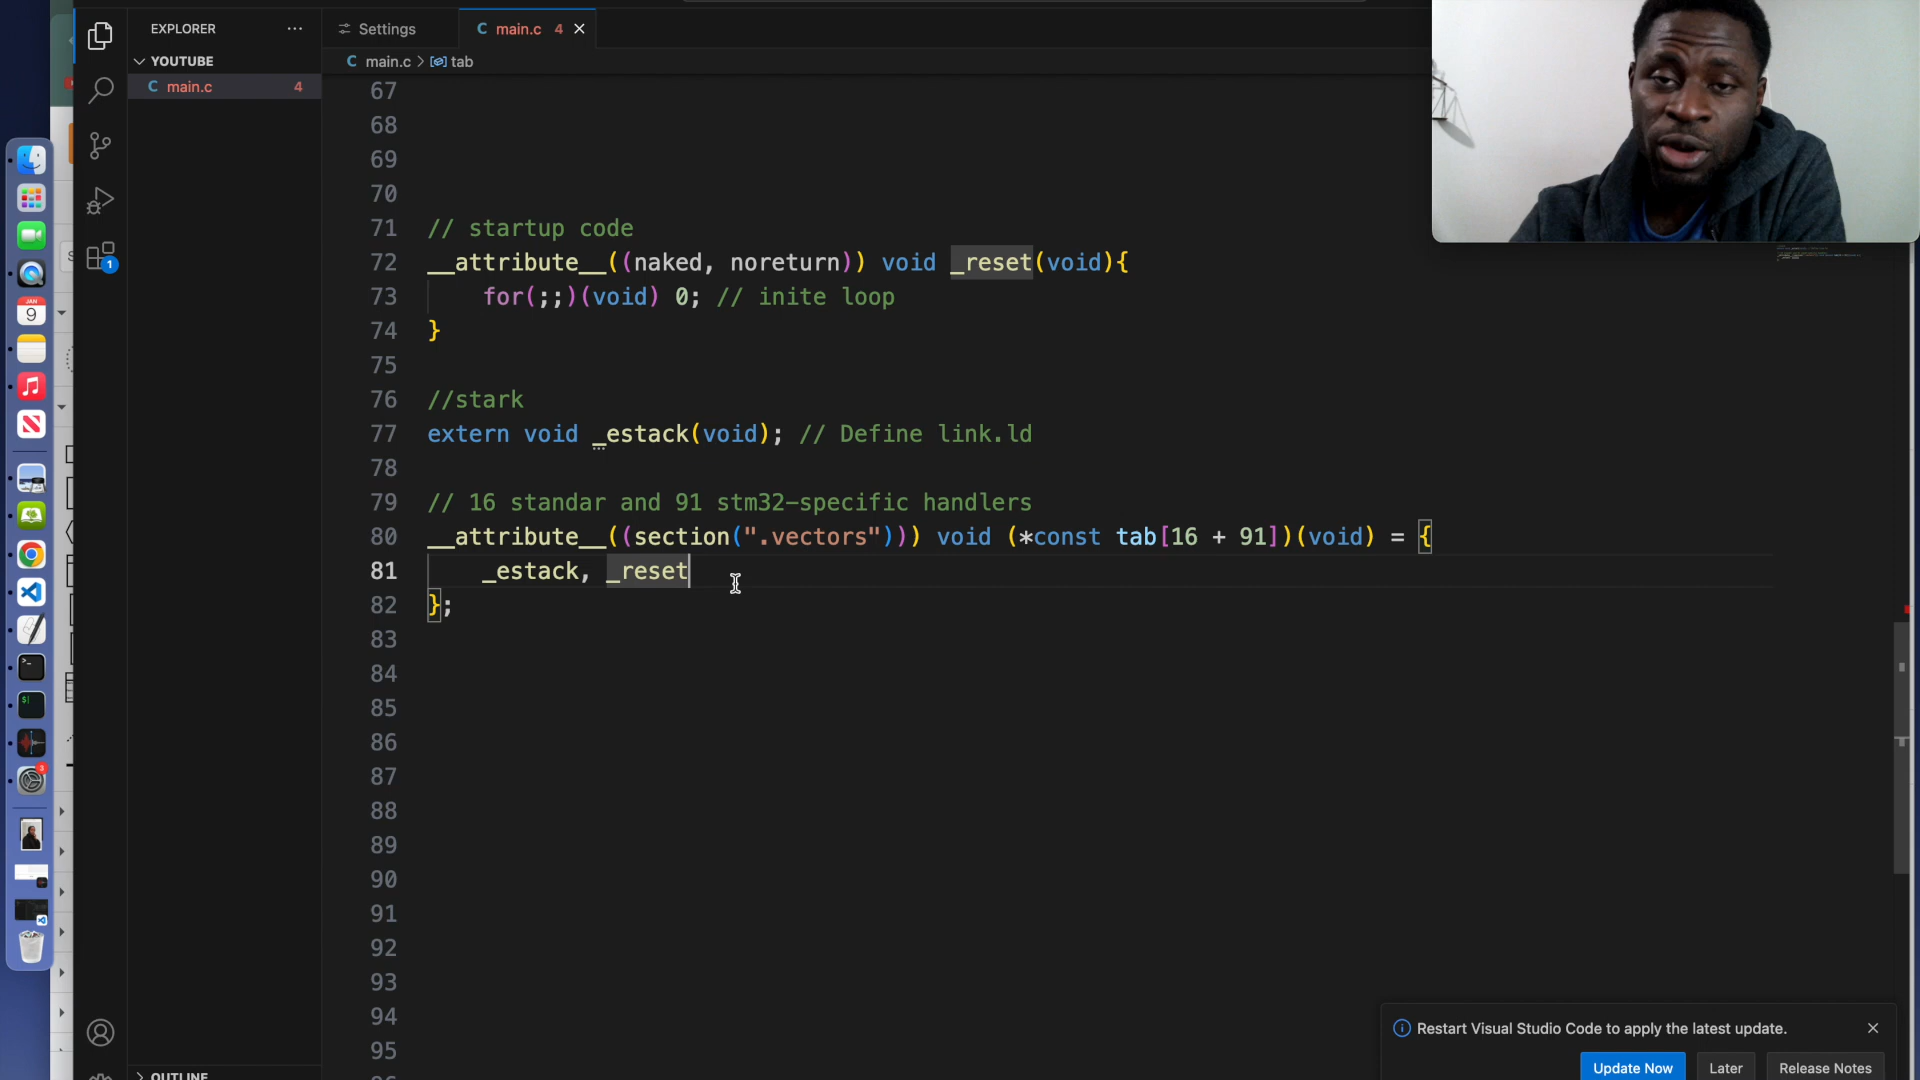 EXPLORER
Settings
main.c 4
YOUTUBE
main.c > tab
main.c 4
67
68
69
70
71 // startup code
72 __attribute__((naked, noreturn)) void _reset(void){
73 for(;;)(void) 0; // inite loop
74 }
75
76 //stark
77 extern void _estack(void); // Define link.ld
78
79 // 16 standar and 91 stm32-specific handlers
80 __attribute__((section(".vectors"))) void (*const tab[16 + 91])(void) = {
81 _estack, _reset
82 };
83
84
85
86
87
88
89
90
91
92
93
94
95
JAN
9
3
1
Restart Visual Studio Code to apply the latest update.
Update Now
Later
Release Notes
OUTLINE